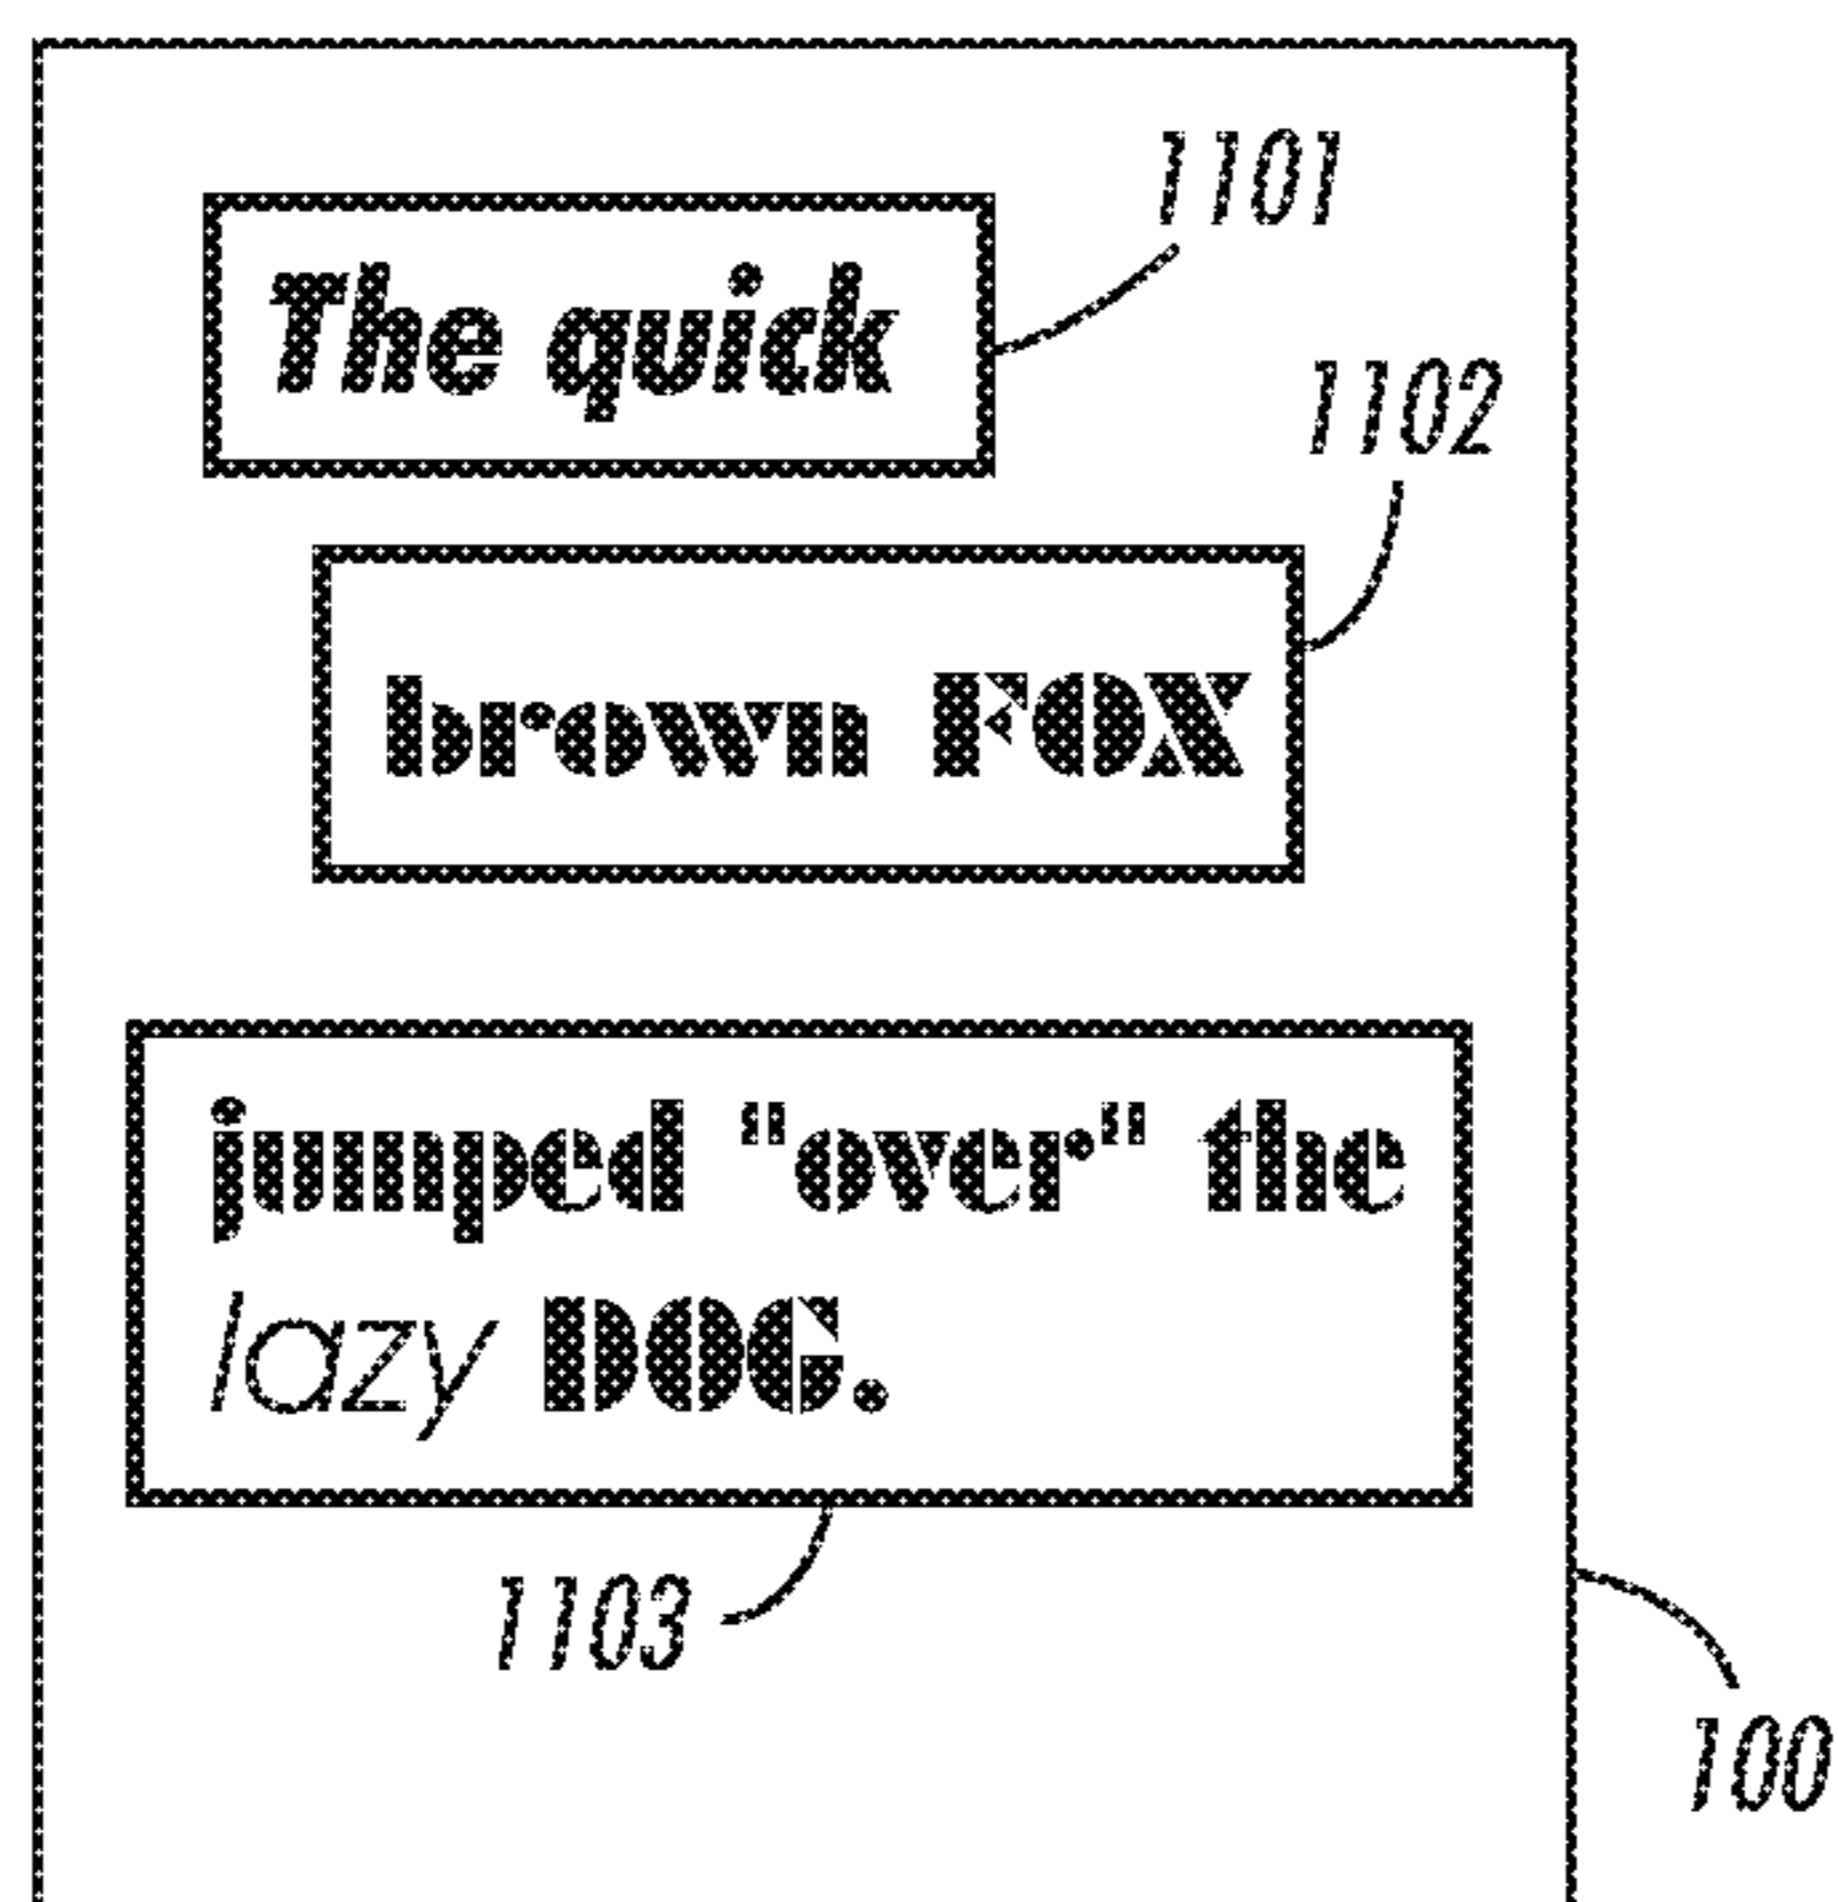 1101
The quick
1102
brown FOX
jumped "over" the
lazy DOG.
1103
100